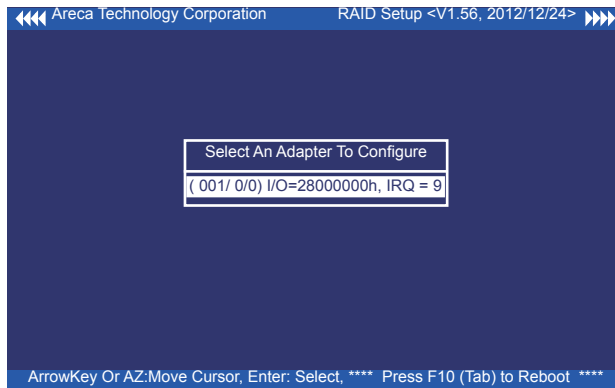 Areca Technology Corporation RAID Setup <V1.56, 2012/12/24>
Select An Adapter To Configure
( 001/ 0/0) I/O=28000000h, IRQ = 9
ArrowKey Or AZ:Move Cursor, Enter: Select, **** Press F10 (Tab) to Reboot ****